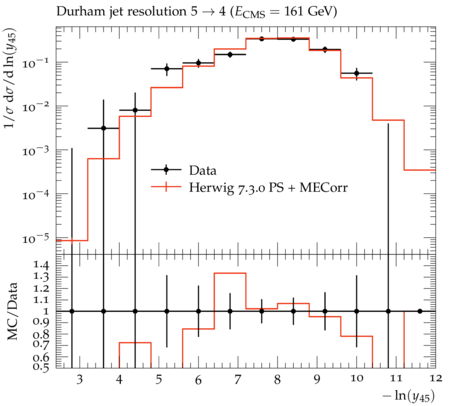 Durham jet resolution 5 → 4 (E_CMS = 161 GeV)
1/σ dσ/d ln(y₄₅)
10⁻¹
10⁻²
10⁻³
10⁻⁴
10⁻⁵
Data
Herwig 7.3.0 PS + MECorr
MC/Data
1.4
1.3
1.2
1.1
1
0.9
0.8
0.7
0.6
0.5
3 4 5 6 7 8 9 10 11 12
− ln(y₄₅)